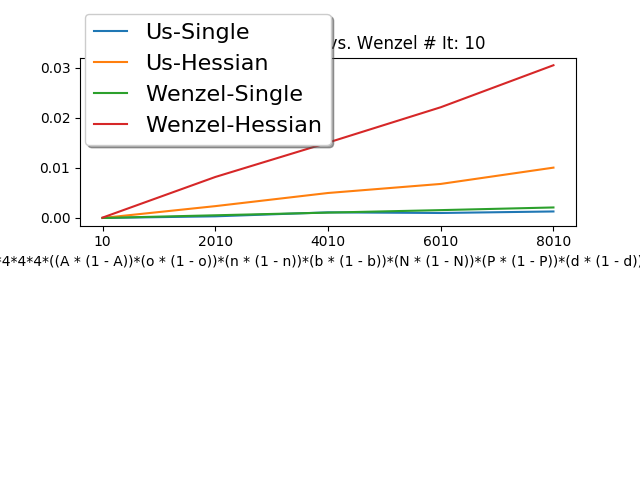 vs. Wenzel # It: 10
Us-Single
Us-Hessian
Wenzel-Single
Wenzel-Hessian
0.03
0.02
0.01
0.00
10 2010 4010 6010 8010
*4*4*4*((A * (1 - A))*(o * (1 - o))*(n * (1 - n))*(b * (1 - b))*(N * (1 - N))*(P * (1 - P))*(d * (1 - d))